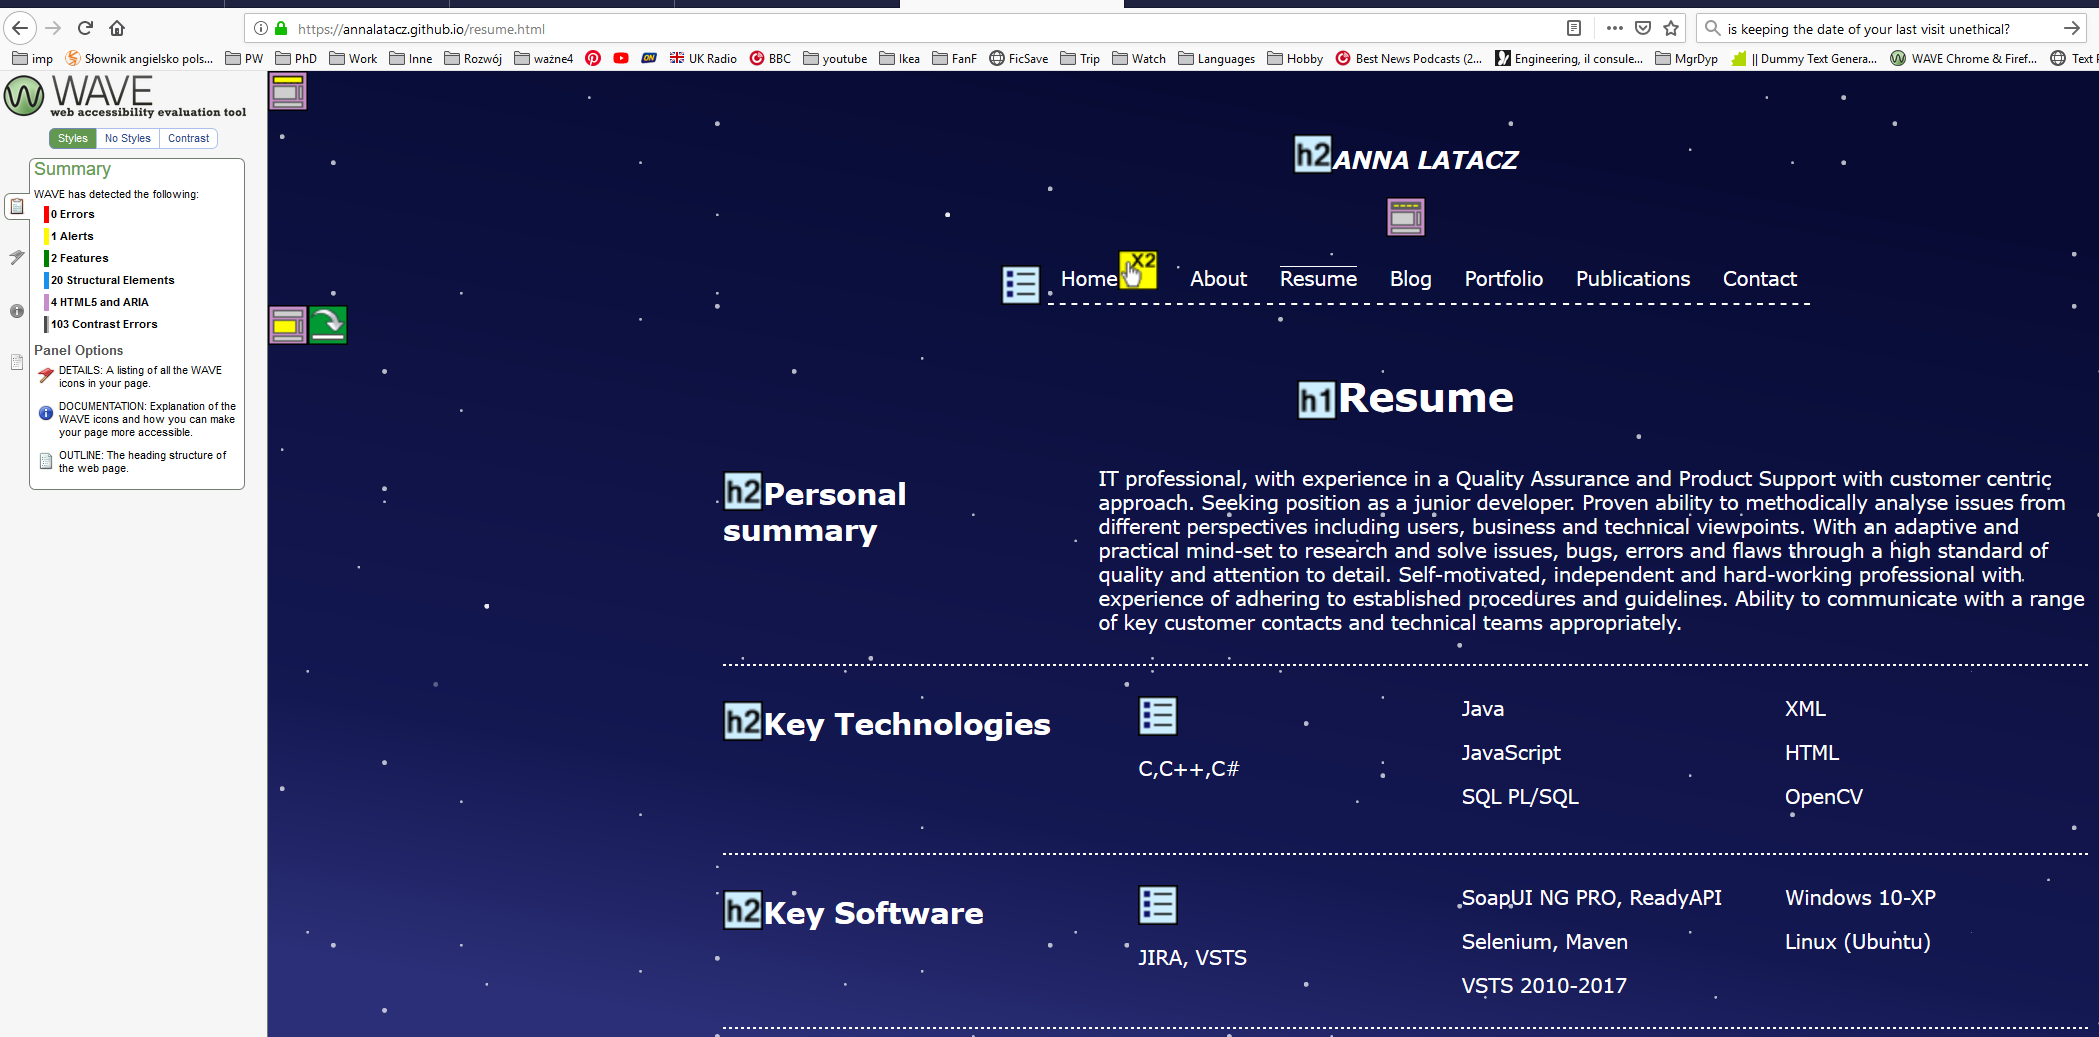 https://annalatacz.github.io/resume.html
is keeping the date of your last visit unethical?
imp Słownik angielsko pols... PW PhD Work Inne Rozwój ważne4 ON UK Radio BBC youtube Ikea FanF FicSave Trip Watch Languages Hobby Best News Podcasts (2... Engineering, il consule... MgrDyp || Dummy Text Genera... WAVE Chrome & Firef... Text
WAVE
web accessibility evaluation tool
Styles No Styles Contrast
Summary
WAVE has detected the following:
0 Errors
1 Alerts
2 Features
20 Structural Elements
4 HTML5 and ARIA
103 Contrast Errors
Panel Options
DETAILS: A listing of all the WAVE
icons in your page.
DOCUMENTATION: Explanation of the
WAVE icons and how you can make
your page more accessible.
OUTLINE: The heading structure of
the web page.
h2 ANNA LATACZ
Home X2 About Resume Blog Portfolio Publications Contact
h1 Resume
h2 Personal
summary
IT professional, with experience in a Quality Assurance and Product Support with customer centric
approach. Seeking position as a junior developer. Proven ability to methodically analyse issues from
different perspectives including users, business and technical viewpoints. With an adaptive and
practical mind-set to research and solve issues, bugs, errors and flaws through a high standard of
quality and attention to detail. Self-motivated, independent and hard-working professional with
experience of adhering to established procedures and guidelines. Ability to communicate with a range
of key customer contacts and technical teams appropriately.
h2 Key Technologies
C,C++,C#
Java
JavaScript
SQL PL/SQL
XML
HTML
OpenCV
h2 Key Software
JIRA, VSTS
SoapUI NG PRO, ReadyAPI
Selenium, Maven
VSTS 2010-2017
Windows 10-XP
Linux (Ubuntu)